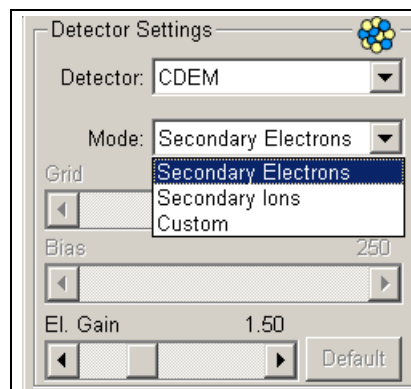 Detector Settings
Detector: CDEM
Mode: Secondary Electrons
Grid
Secondary Electrons
Secondary Ions
Custom
Bias 250
El. Gain 1.50
Default